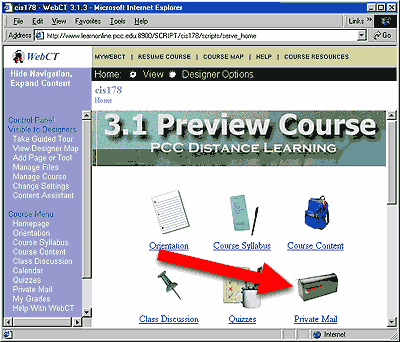 cis178 - WebCT 3.1.3 - Microsoft Internet Explorer
File Edit View Favorites Tools Help Links »
Address http://www.learnonline.pcc.edu:8900/SCRIPT/cis178/scripts/serve_home Go
WebCT
MYWEBCT | RESUME COURSE | COURSE MAP | HELP | COURSE RESOURCES
Hide Navigation,
Expand Content
Home: View Designer Options
cis178
Home
3.1 Preview Course
PCC DISTANCE LEARNING
Control Panel
Visible to Designers
Take Guided Tour
View Designer Map
Add Page or Tool
Manage Files
Manage Course
Change Settings
Content Assistant
Course Menu
Homepage
Orientation
Course Syllabus
Course Content
Class Discussion
Calendar
Quizzes
Private Mail
My Grades
Help With WebCT
Orientation Course Syllabus Course Content
Class Discussion Quizzes Private Mail
Internet